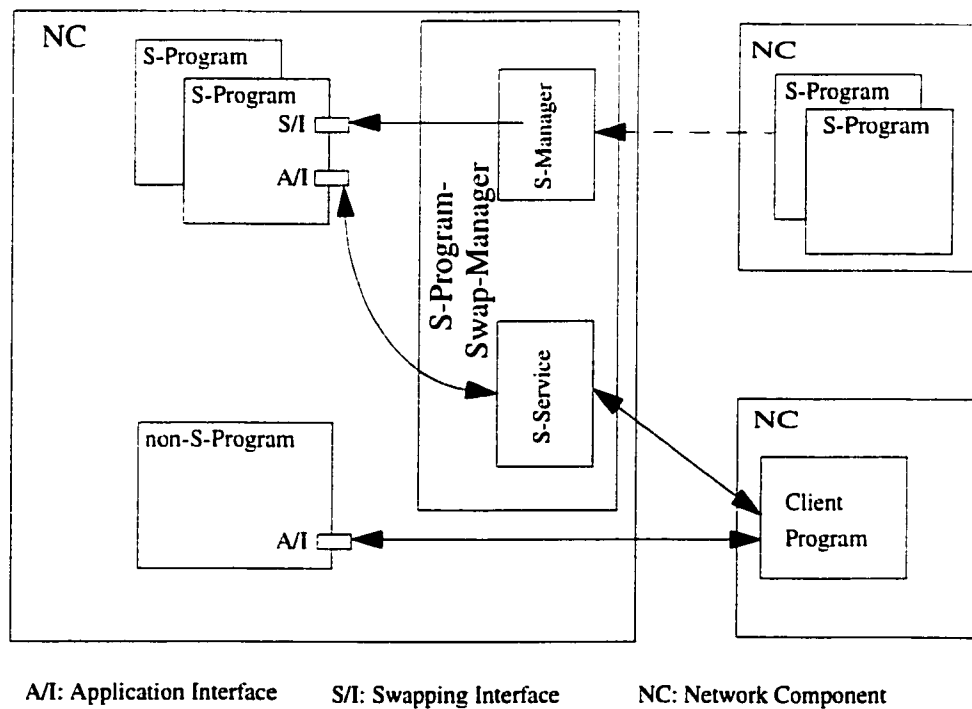 NC
S-Program
S-Program
S/I
A/I
S-Program-
Swap-Manager
S-Manager
S-Service
non-S-Program
A/I
NC
S-Program
S-Program
NC
Client
Program
A/I: Application Interface
S/I: Swapping Interface
NC: Network Component